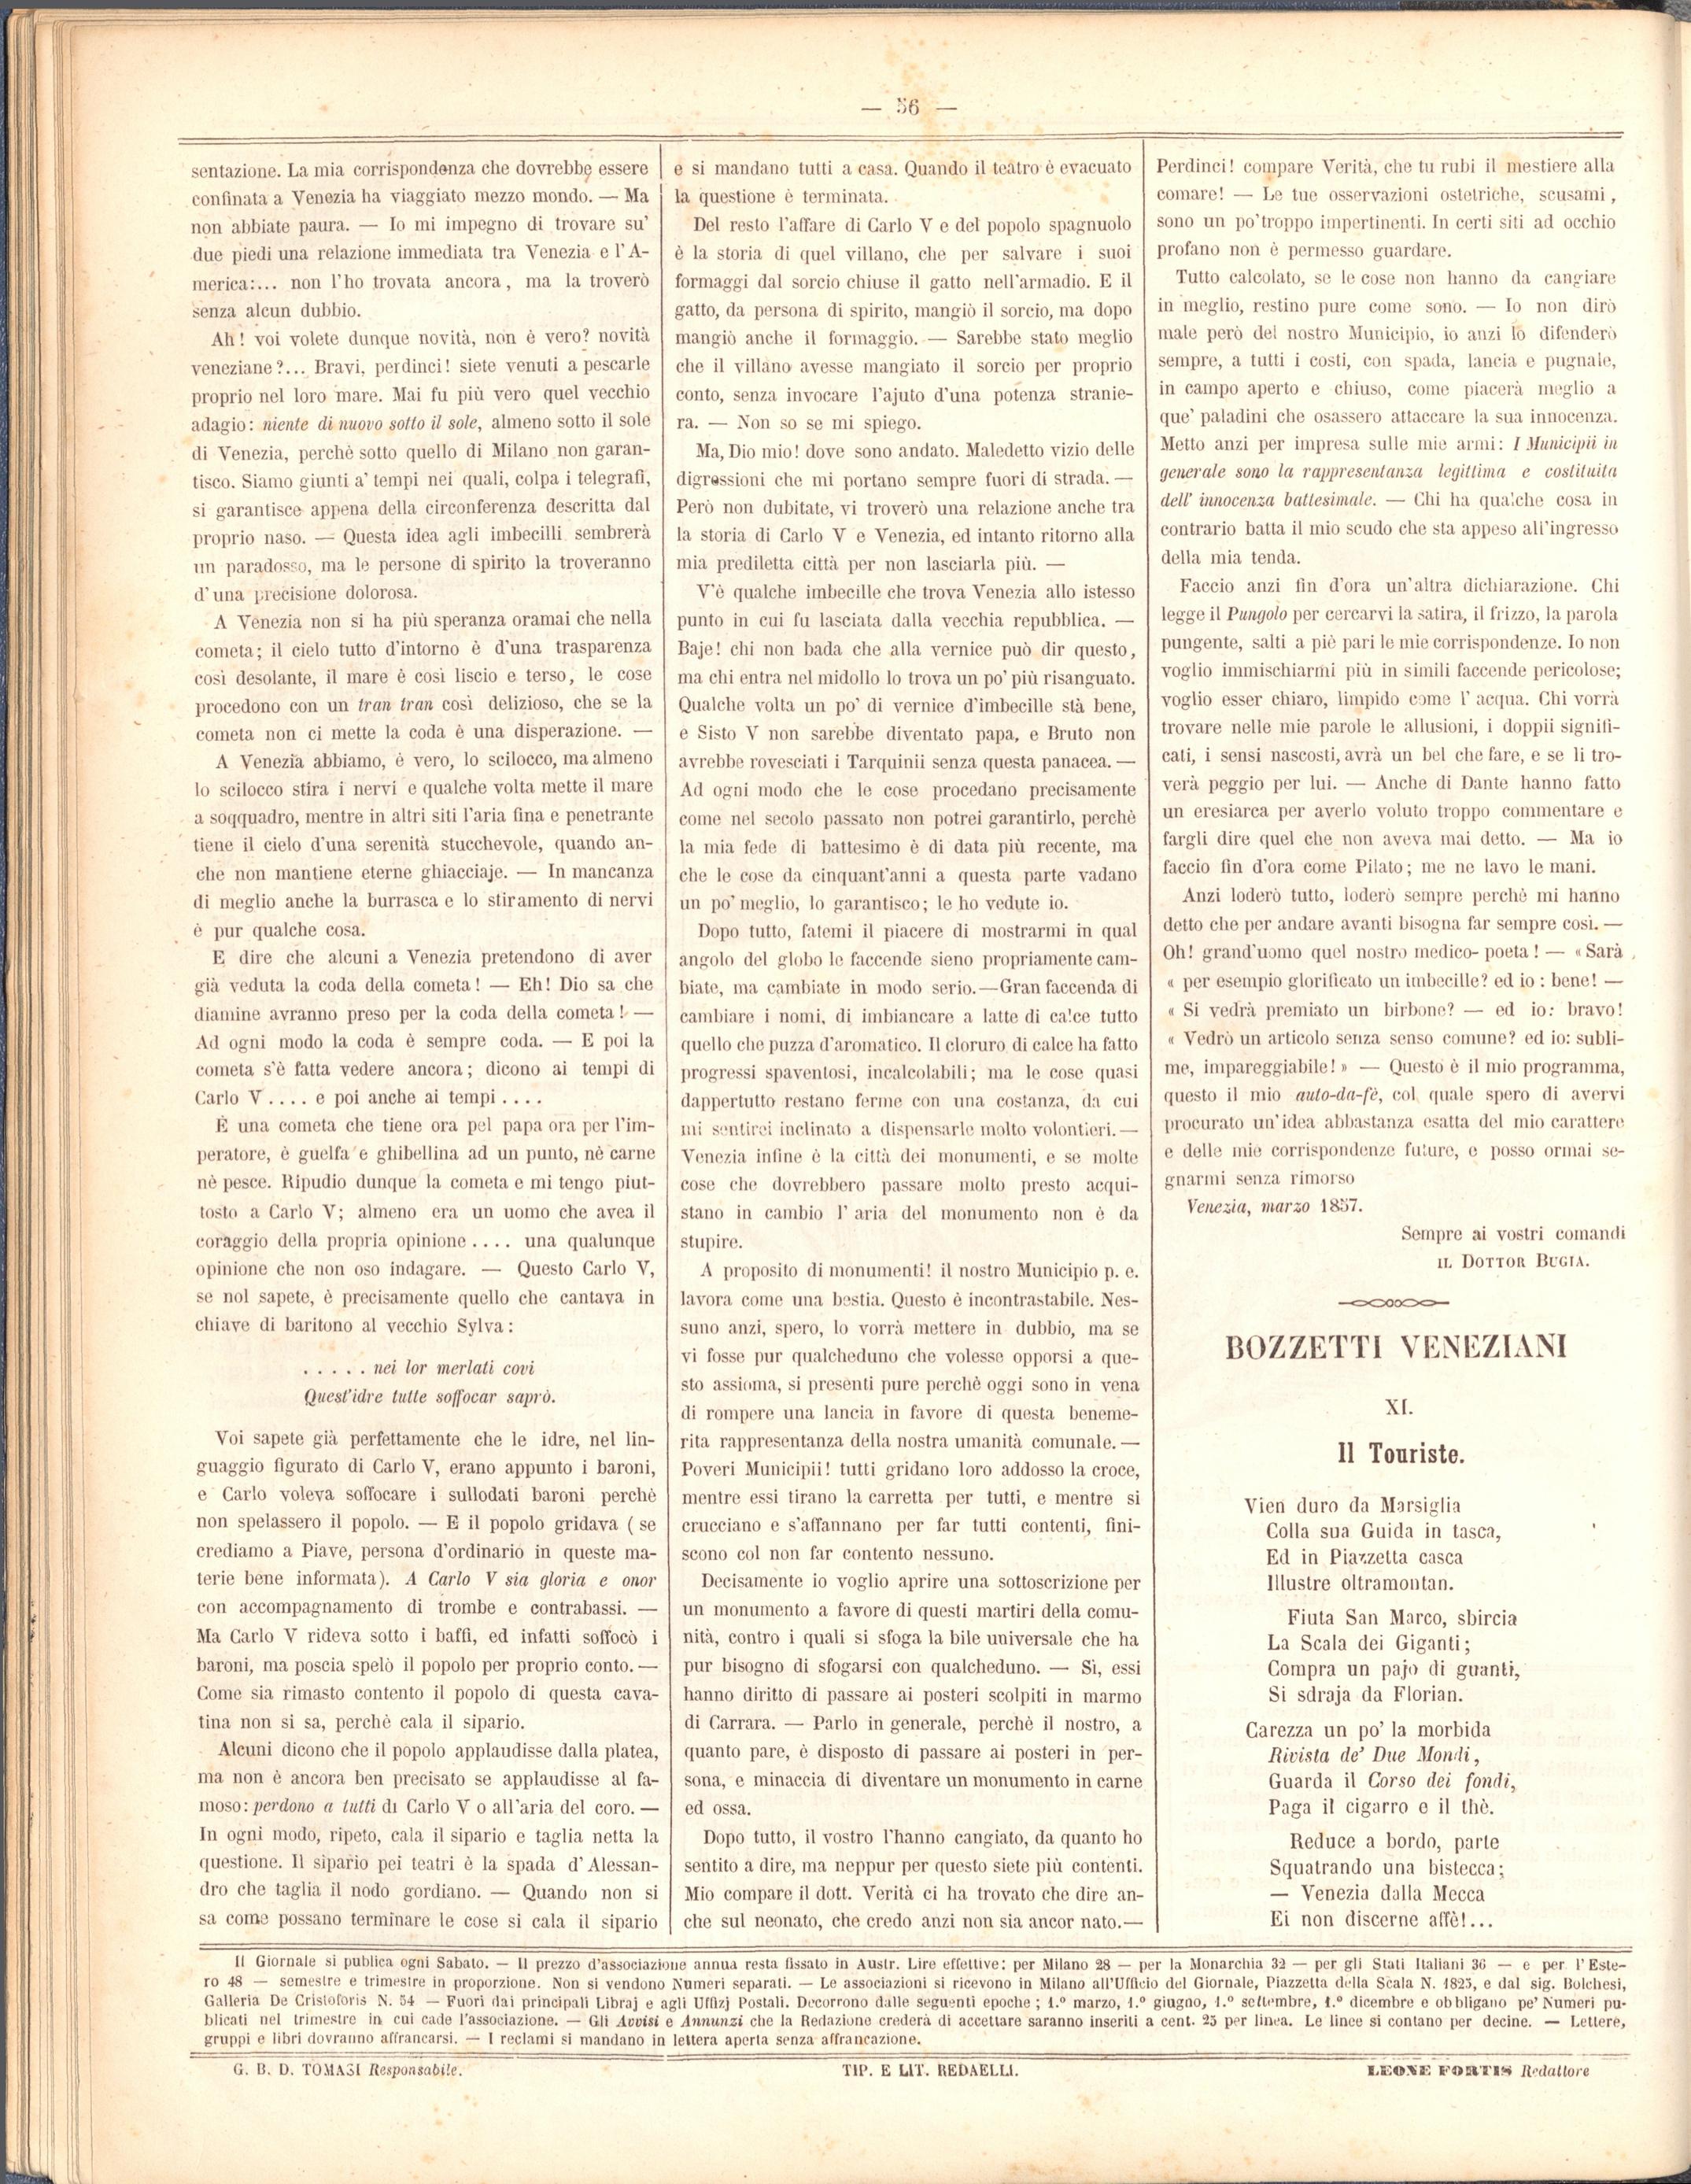 — 56 —
sentazione. La mia corrispondenza che dovrebbe essere
confinata a Venezia ha viaggiato mezzo mondo. — Ma
non abbiate paura. — Io mi impegno di trovare su'
due piedi una relazione immediata tra Venezia e l'A-
merica:... non l'ho trovata ancora, ma la troverò
senza alcun dubbio.
Ah! voi volete dunque novità, non è vero? novità
veneziane?... Bravi, perdinci! siete venuti a pescarle
proprio nel loro mare. Mai fu più vero quel vecchio
adagio: niente di nuovo sotto il sole, almeno sotto il sole
di Venezia, perchè sotto quello di Milano non garan-
tisco. Siamo giunti a' tempi nei quali, colpa i telegrafi,
si garantisce appena della circonferenza descritta dal
proprio naso. — Questa idea agli imbecilli sembrerà
un paradosso, ma le persone di spirito la troveranno
d'una precisione dolorosa.
A Venezia non si ha più speranza oramai che nella
cometa; il cielo tutto d'intorno è d'una trasparenza
così desolante, il mare è così liscio e terso, le cose
procedono con un tran tran così delizioso, che se la
cometa non ci mette la coda è una disperazione. —
A Venezia abbiamo, è vero, lo scilocco, ma almeno
lo scilocco stira i nervi e qualche volta mette il mare
a soqquadro, mentre in altri siti l'aria fina e penetrante
tiene il cielo d'una serenità stucchevole, quando an-
che non mantiene eterne ghiacciaje. — In mancanza
di meglio anche la burrasca e lo stiramento di nervi
è pur qualche cosa.
E dire che alcuni a Venezia pretendono di aver
già veduta la coda della cometa! — Eh! Dio sa che
diamine avranno preso per la coda della cometa! —
Ad ogni modo la coda è sempre coda. — E poi la
cometa s'è fatta vedere ancora; dicono ai tempi di
Carlo V.... e poi anche ai tempi....
È una cometa che tiene ora pel papa ora per l'im-
peratore, è guelfa e ghibellina ad un punto, nè carne
nè pesce. Ripudio dunque la cometa e mi tengo piut-
tosto a Carlo V; almeno era un uomo che avea il
coraggio della propria opinione.... una qualunque
opinione che non oso indagare. — Questo Carlo V,
se nol sapete, è precisamente quello che cantava in
chiave di baritono al vecchio Sylva:
..... nei lor merlati covi
Quest'idre tutte soffocar saprò.
Voi sapete già perfettamente che le idre, nel lin-
guaggio figurato di Carlo V, erano appunto i baroni,
e Carlo voleva soffocare i sullodati baroni perchè
non spelassero il popolo. — E il popolo gridava (se
crediamo a Piave, persona d'ordinario in queste ma-
terie bene informata). A Carlo V sia gloria e onor
con accompagnamento di trombe e contrabassi. —
Ma Carlo V rideva sotto i baffi, ed infatti soffocò i
baroni, ma poscia spelò il popolo per proprio conto. —
Come sia rimasto contento il popolo di questa cava-
tina non si sa, perchè cala il sipario.
Alcuni dicono che il popolo applaudisse dalla platea,
ma non è ancora ben precisato se applaudisse al fa-
moso: perdono a tutti di Carlo V o all'aria del coro. —
In ogni modo, ripeto, cala il sipario e taglia netta la
questione. Il sipario pei teatri è la spada d'Alessan-
dro che taglia il nodo gordiano. — Quando non si
sa come possano terminare le cose si cala il sipario
e si mandano tutti a casa. Quando il teatro è evacuato
la questione è terminata.
Del resto l'affare di Carlo V e del popolo spagnuolo
è la storia di quel villano, che per salvare i suoi
formaggi dal sorcio chiuse il gatto nell'armadio. E il
gatto, da persona di spirito, mangiò il sorcio, ma dopo
mangiò anche il formaggio. — Sarebbe stato meglio
che il villano avesse mangiato il sorcio per proprio
conto, senza invocare l'ajuto d'una potenza stranie-
ra. — Non so se mi spiego.
Ma, Dio mio! dove sono andato. Maledetto vizio delle
digressioni che mi portano sempre fuori di strada. —
Però non dubitate, vi troverò una relazione anche tra
la storia di Carlo V e Venezia, ed intanto ritorno alla
mia prediletta città per non lasciarla più. —
V'è qualche imbecille che trova Venezia allo istesso
punto in cui fu lasciata dalla vecchia repubblica. —
Baje! chi non bada che alla vernice può dir questo,
ma chi entra nel midollo lo trova un po' più risanguato.
Qualche volta un po' di vernice d'imbecille stà bene,
e Sisto V non sarebbe diventato papa, e Bruto non
avrebbe rovesciati i Tarquinii senza questa panacea. —
Ad ogni modo che le cose procedano precisamente
come nel secolo passato non potrei garantirlo, perchè
la mia fede di battesimo è di data più recente, ma
che le cose da cinquant'anni a questa parte vadano
un po' meglio, lo garantisco; le ho vedute io.
Dopo tutto, fatemi il piacere di mostrarmi in qual
angolo del globo le faccende sieno propriamente cam-
biate, ma cambiate in modo serio.—Gran faccenda di
cambiare i nomi, di imbiancare a latte di calce tutto
quello che puzza d'aromatico. Il cloruro di calce ha fatto
progressi spaventosi, incalcolabili; ma le cose quasi
dappertutto restano ferme con una costanza, da cui
mi sentirei inclinato a dispensarle molto volontieri.—
Venezia infine è la città dei monumenti, e se molte
cose che dovrebbero passare molto presto acqui-
stano in cambio l'aria del monumento non è da
stupire.
A proposito di monumenti! il nostro Municipio p. e.
lavora come una bestia. Questo è incontrastabile. Nes-
suno anzi, spero, lo vorrà mettere in dubbio, ma se
vi fosse pur qualcheduno che volesse opporsi a que-
sto assioma, si presenti pure perchè oggi sono in vena
di rompere una lancia in favore di questa beneme-
rita rappresentanza della nostra umanità comunale. —
Poveri Municipii! tutti gridano loro addosso la croce,
mentre essi tirano la carretta per tutti, e mentre si
crucciano e s'affannano per far tutti contenti, fini-
scono col non far contento nessuno.
Decisamente io voglio aprire una sottoscrizione per
un monumento a favore di questi martiri della comu-
nità, contro i quali si sfoga la bile universale che ha
pur bisogno di sfogarsi con qualcheduno. — Sì, essi
hanno diritto di passare ai posteri scolpiti in marmo
di Carrara. — Parlo in generale, perchè il nostro, a
quanto pare, è disposto di passare ai posteri in per-
sona, e minaccia di diventare un monumento in carne
ed ossa.
Dopo tutto, il vostro l'hanno cangiato, da quanto ho
sentito a dire, ma neppur per questo siete più contenti.
Mio compare il dott. Verità ci ha trovato che dire an-
che sul neonato, che credo anzi non sia ancor nato.—
Perdinci! compare Verità, che tu rubi il mestiere alla
comare! — Le tue osservazioni ostetriche, scusami,
sono un po' troppo impertinenti. In certi siti ad occhio
profano non è permesso guardare.
Tutto calcolato, se le cose non hanno da cangiare
in meglio, restino pure come sono. — Io non dirò
male però del nostro Municipio, io anzi lo difenderò
sempre, a tutti i costi, con spada, lancia e pugnale,
in campo aperto e chiuso, come piacerà meglio a
que' paladini che osassero attaccare la sua innocenza.
Metto anzi per impresa sulle mie armi: I Municipii in
generale sono la rappresentanza legittima e costituita
dell' innocenza battesimale. — Chi ha qualche cosa in
contrario batta il mio scudo che sta appeso all'ingresso
della mia tenda.
Faccio anzi fin d'ora un'altra dichiarazione. Chi
legge il Pungolo per cercarvi la satira, il frizzo, la parola
pungente, salti a piè pari le mie corrispondenze. Io non
voglio immischiarmi più in simili faccende pericolose;
voglio esser chiaro, limpido come l'acqua. Chi vorrà
trovare nelle mie parole le allusioni, i doppii signifi-
cati, i sensi nascosti, avrà un bel che fare, e se li tro-
verà peggio per lui. — Anche di Dante hanno fatto
un eresiarca per averlo voluto troppo commentare e
fargli dire quel che non aveva mai detto. — Ma io
faccio fin d'ora come Pilato; me ne lavo le mani.
Anzi loderò tutto, loderò sempre perchè mi hanno
detto che per andare avanti bisogna far sempre così. —
Oh! grand'uomo quel nostro medico-poeta! — « Sarà
« per esempio glorificato un imbecille? ed io: bene! —
« Si vedrà premiato un birbone? — ed io: bravo!
« Vedrò un articolo senza senso comune? ed io: subli-
me, impareggiabile! » — Questo è il mio programma,
questo il mio auto-da-fè, col quale spero di avervi
procurato un'idea abbastanza esatta del mio carattere
e delle mie corrispondenze future, e posso ormai se-
gnarmi senza rimorso
Venezia, marzo 1857.
Sempre ai vostri comandi
IL DOTTOR BUGIA.
BOZZETTI VENEZIANI
XI.
Il Touriste.
Vien duro da Marsiglia
Colla sua Guida in tasca,
Ed in Piazzetta casca
Illustre oltramontan.
Fiuta San Marco, sbircia
La Scala dei Giganti;
Compra un pajo di guanti,
Si sdraja da Florian.
Carezza un po' la morbida
Rivista de' Due Mondi,
Guarda il Corso dei fondi,
Paga il cigarro e il thè.
Reduce a bordo, parte
Squatrando una bistecca;
— Venezia dalla Mecca
Ei non discerne affè!...
Il Giornale si publica ogni Sabato. — Il prezzo d'associazione annua resta fissato in Austr. Lire effettive: per Milano 28 — per la Monarchia 32 — per gli Stati Italiani 36 — e per l'Este-
ro 48 — semestre e trimestre in proporzione. Non si vendono Numeri separati. — Le associazioni si ricevono in Milano all'Ufficio del Giornale, Piazzetta della Scala N. 1825, e dal sig. Bolchesi,
Galleria De Cristoforis N. 54 — Fuori dai principali Libraj e agli Uffizj Postali. Decorrono dalle seguenti epoche; 1.º marzo, 1.º giugno, 1.º settembre, 1.º dicembre e obbligano pe' Numeri pu-
blicati nel trimestre in cui cade l'associazione. — Gli Avvisi e Annunzi che la Redazione crederà di accettare saranno inseriti a cent. 25 per linea. Le linee si contano per decine. — Lettere,
gruppi e libri dovranno affrancarsi. — I reclami si mandano in lettera aperta senza affrancazione.
G. B. D. TOMASI Responsabile.
TIP. E LIT. REDAELLI.
LEONE FORTIS Redattore